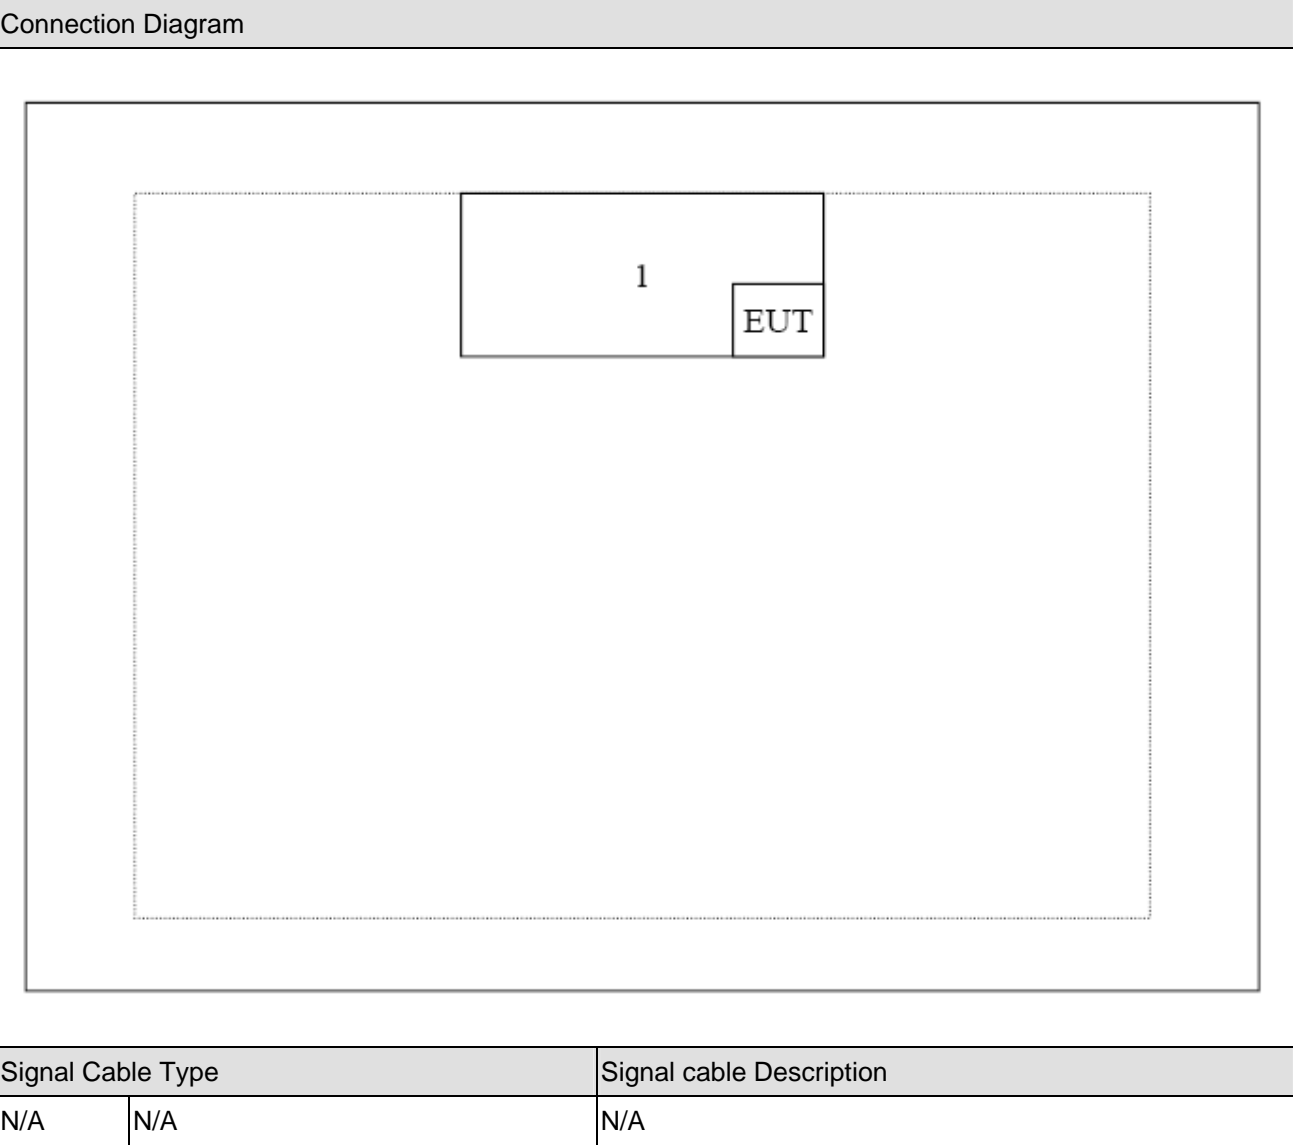 Connection Diagram
1
EUT
Signal Cable Type Signal cable Description
N/A N/A N/A